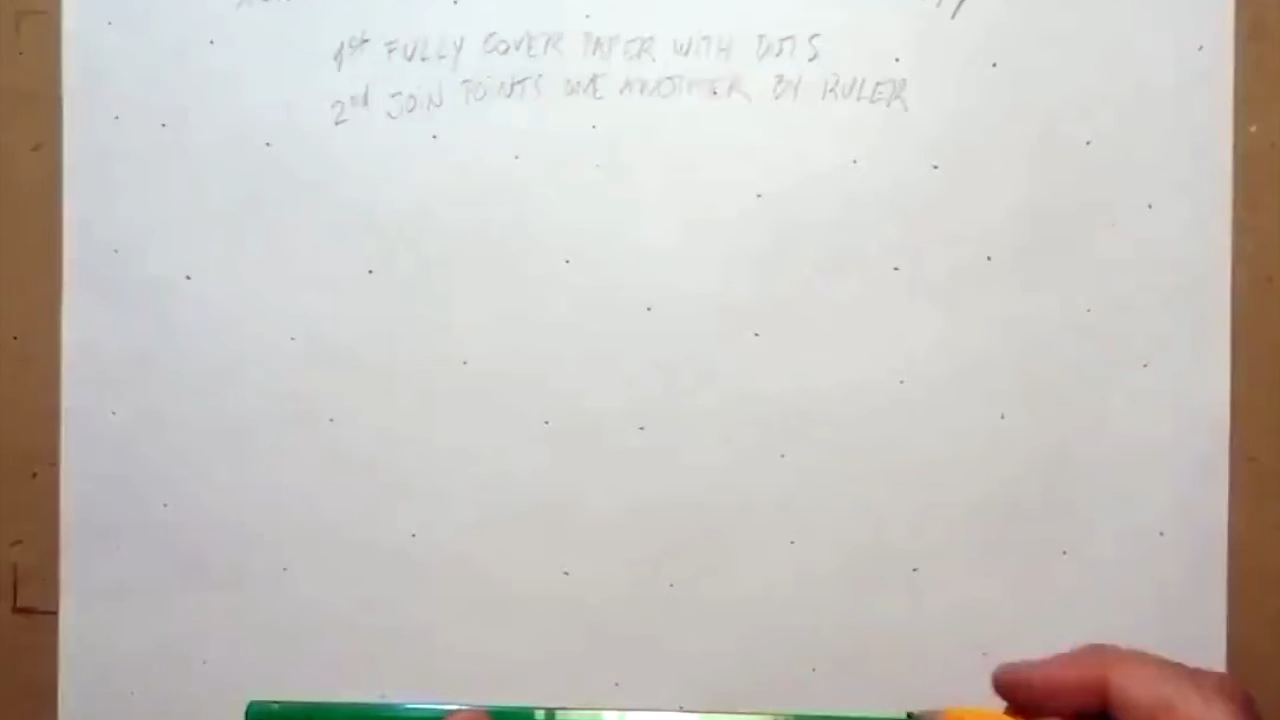 1st FULLY COVER PAPER WITH DOTS
2nd JOIN POINTS ONE ANOTHER BY RULER